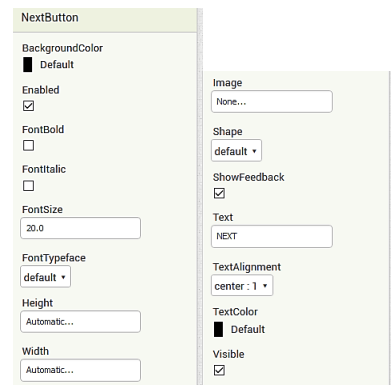 NextButton
BackgroundColor
Default
Enabled
FontBold
FontItalic
FontSize
20.0
FontTypeface
default
Height
Automatic...
Width
Automatic...
Image
None...
Shape
default
ShowFeedback
Text
NEXT
TextAlignment
center : 1
TextColor
Default
Visible